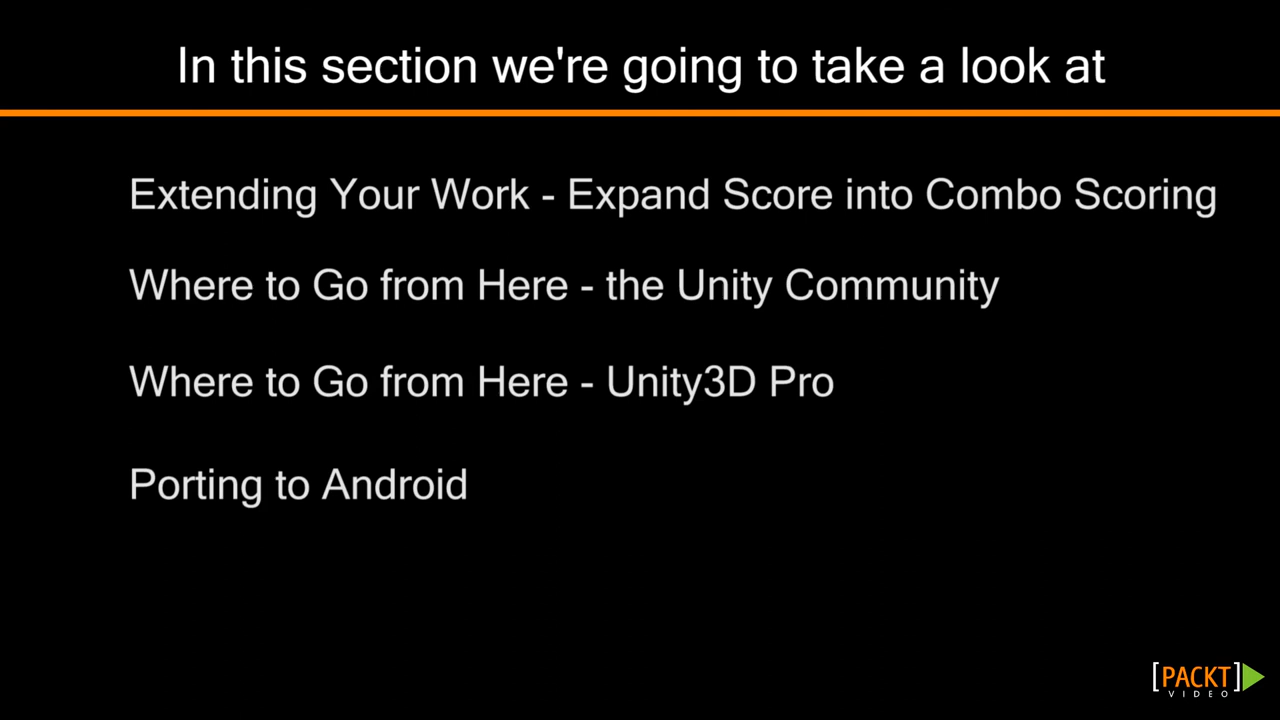 In this section we're going to take a look at
Extending Your Work - Expand Score into Combo Scoring
Where to Go from Here - the Unity Community
Where to Go from Here - Unity3D Pro
Porting to Android
[PACKT]
VIDEO